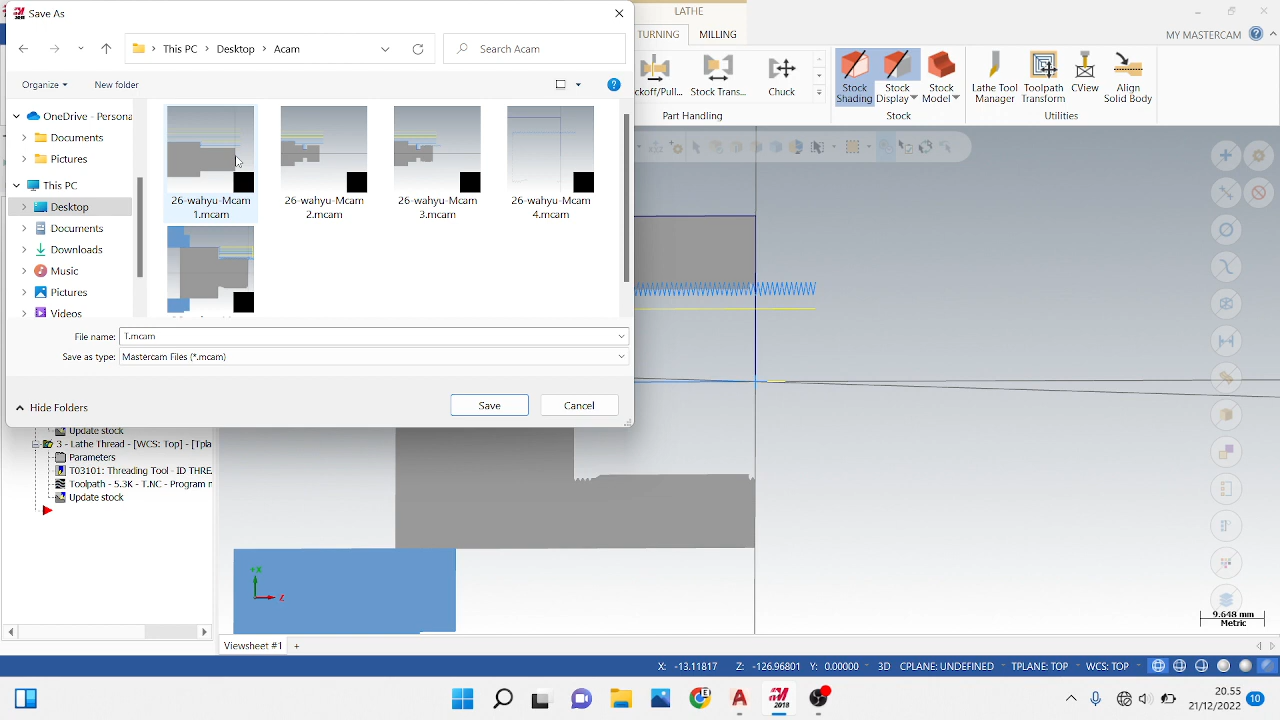 Save As
LATHE
This PC
Desktop
Acam
Search Acam
TURNING
MILLING
MY MASTERCAM
Organize
New folder
Stock Trans...
Chuck
Stock Shading
Stock Display
Stock Model
Lathe Tool Manager
Toolpath Transform
CView
Align Solid Body
Part Handling
Stock
Utilities
OneDrive - Persona
Documents
Pictures
This PC
Desktop
Documents
Downloads
Music
Pictures
Videos
26-wahyu-Mcam
1.mcam
26-wahyu-Mcam
2.mcam
26-wahyu-Mcam
3.mcam
26-wahyu-Mcam
4.mcam
File name:
T.mcam
Save as type:
Mastercam Files (*.mcam)
Hide Folders
Save
Cancel
Update stock
3 - Lathe Thread - [WCS: Top] - [Tpla
Parameters
T03101: Threading Tool - ID THRE
Toolpath - 5.3K - T.NC - Program n
Update stock
+X
Z
9.648 mm
Metric
Viewsheet #1
X: -13.11817 Z: -126.96801 Y: 0.00000 3D CPLANE: UNDEFINED TPLANE: TOP WCS: TOP
2018
20.55
21/12/2022
10